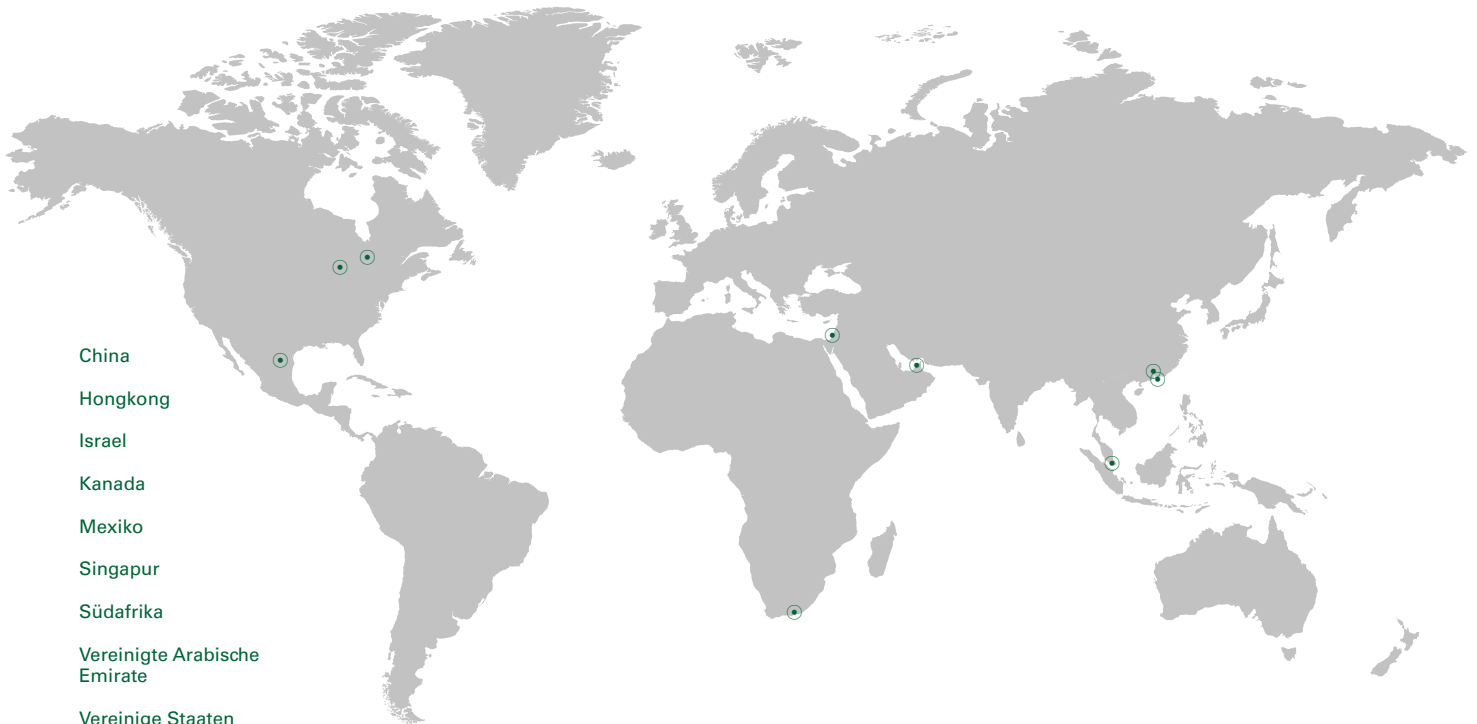 China
Hongkong
Israel
Kanada
Mexiko
Singapur
Südafrika
Vereinigte Arabische
Emirate
Vereinige Staaten